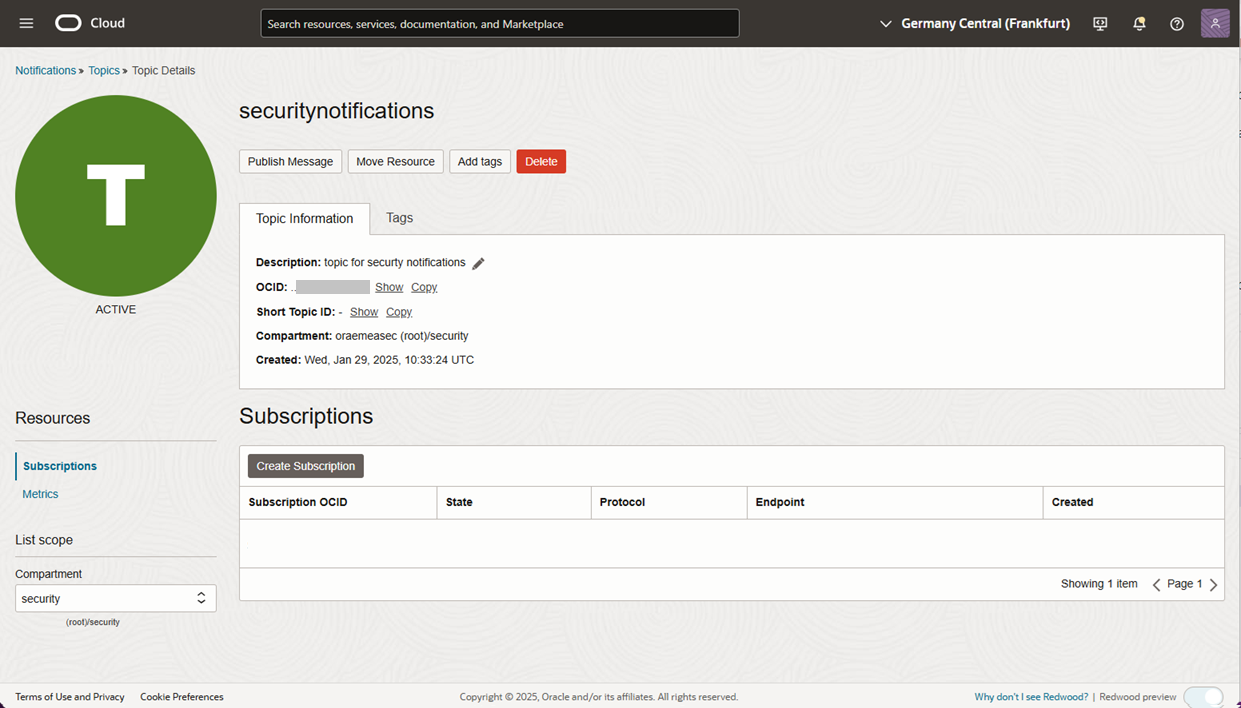 Cloud
Search resources, services, documentation, and Marketplace
Germany Central (Frankfurt)
Notifications » Topics » Topic Details
T
ACTIVE
securitynotifications
Publish Message Move Resource Add tags Delete
Topic Information Tags
Description: topic for securty notifications
OCID: .. Show Copy
Short Topic ID: - Show Copy
Compartment: oraemeasec (root)/security
Created: Wed, Jan 29, 2025, 10:33:24 UTC
Resources
Subscriptions
Metrics
List scope
Compartment
security
(root)/security
Subscriptions
Create Subscription
Subscription OCID State Protocol Endpoint Created
Showing 1 item Page 1
Terms of Use and Privacy Cookie Preferences Copyright © 2025, Oracle and/or its affiliates. All rights reserved. Why don't I see Redwood? | Redwood preview